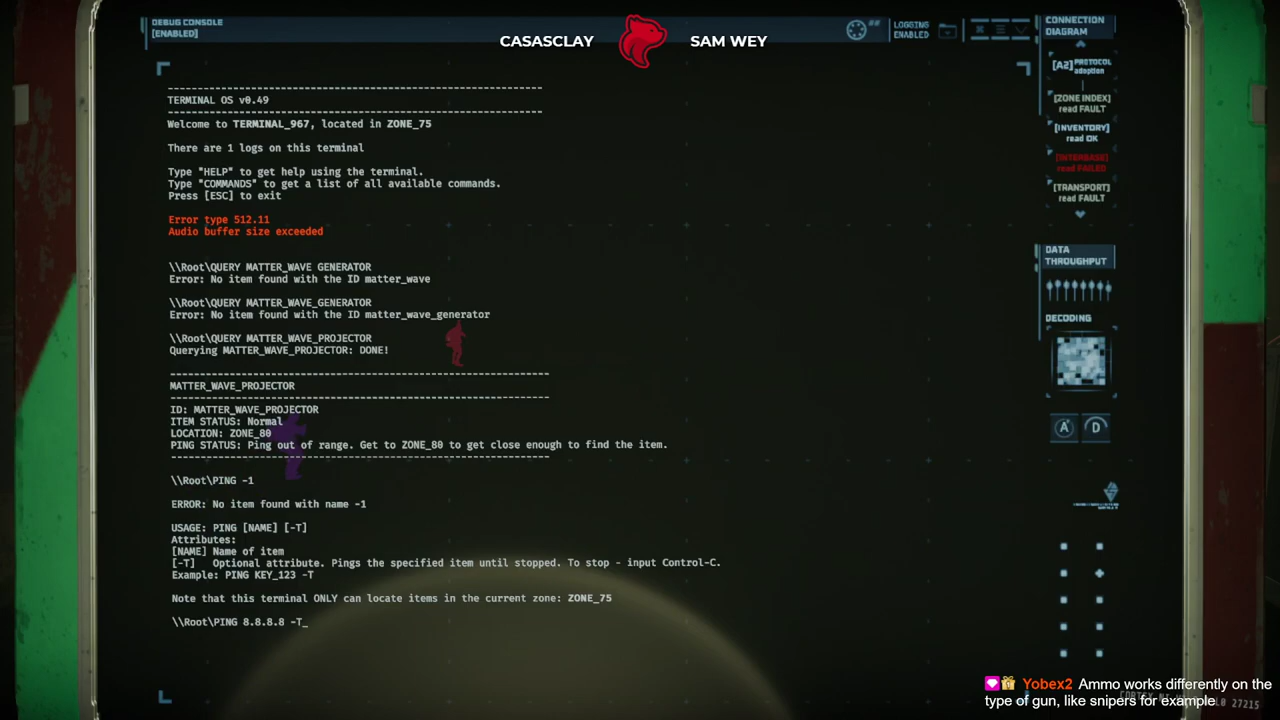 DEBUG CONSOLE
[ENABLED]
CASASCLAY
SAM WEY
LOGGING
ENABLED
CONNECTION
DIAGRAM
[A2] PROTOCOL
adaption
[ZONE INDEX]
read FAULT
[INVENTORY]
read OK
[INTERBASE]
read FAILED
[TRANSPORT]
read FAULT
DATA
THROUGHPUT
DECODING
A
D
---------------------------------------------------------------
TERMINAL OS v0.49
---------------------------------------------------------------
Welcome to TERMINAL_967, located in ZONE_75
There are 1 logs on this terminal
Type "HELP" to get help using the terminal.
Type "COMMANDS" to get a list of all available commands.
Press [ESC] to exit
Error type 512.11
Audio buffer size exceeded
\\Root\QUERY MATTER_WAVE GENERATOR
Error: No item found with the ID matter_wave
\\Root\QUERY MATTER_WAVE_GENERATOR
Error: No item found with the ID matter_wave_generator
\\Root\QUERY MATTER_WAVE_PROJECTOR
Querying MATTER_WAVE_PROJECTOR: DONE!
----------------------------------------------------------------
MATTER_WAVE_PROJECTOR
----------------------------------------------------------------
ID: MATTER_WAVE_PROJECTOR
ITEM STATUS: Normal
LOCATION: ZONE_80
PING STATUS: Ping out of range. Get to ZONE_80 to get close enough to find the item.
----------------------------------------------------------------
\\Root\PING -1
ERROR: No item found with name -1
USAGE: PING [NAME] [-T]
Attributes:
[NAME] Name of item
[-T]  Optional attribute. Pings the specified item until stopped. To stop - input Control-C.
Example: PING KEY_123 -T
Note that this terminal ONLY can locate items in the current zone: ZONE_75
\\Root\PING 8.8.8.8 -T_
Yobex2 Ammo works differently on the
type of gun, like snipers for example
27215